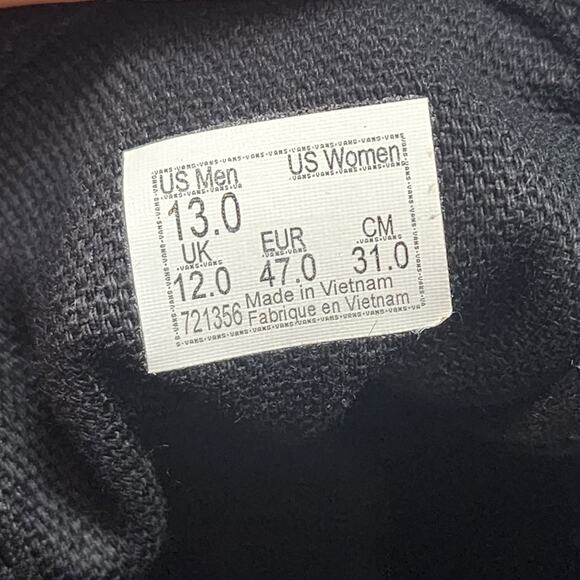 US Men US Women
13.0
UK EUR CM
12.0 47.0 31.0
Made in Vietnam
721356 Fabrique en Vietnam